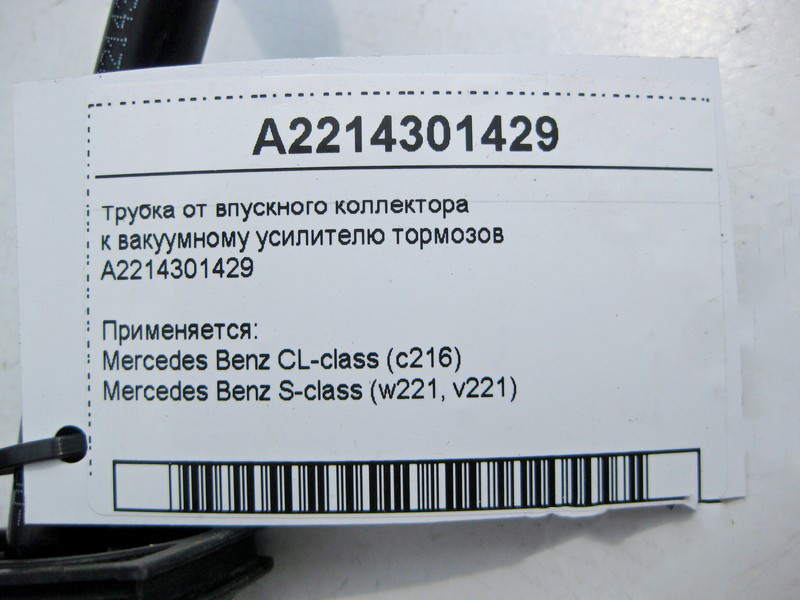 A2214301429
Трубка от впускного коллектора
к вакуумному усилителю тормозов
A2214301429
Применяется:
Mercedes Benz CL-class (c216)
Mercedes Benz S-class (w221, v221)